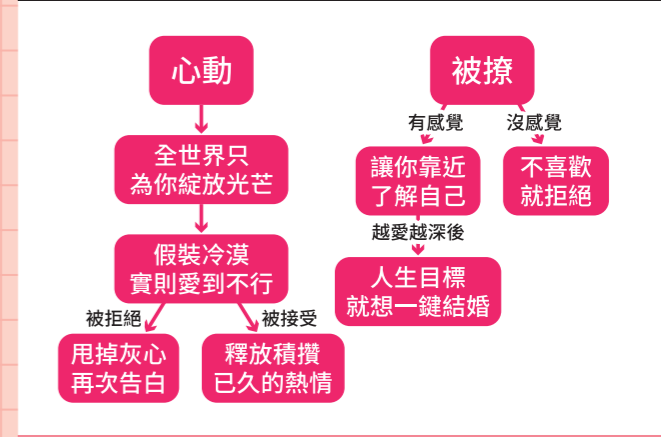 心動
全世界只
為你綻放光芒
假裝冷漠
實則愛到不行
被拒絕
被接受
甩掉灰心
再次告白
釋放積攢
已久的熱情
被撩
有感覺
沒感覺
讓你靠近
了解自己
不喜歡
就拒絕
越愛越深後
人生目標
就想一鍵結婚